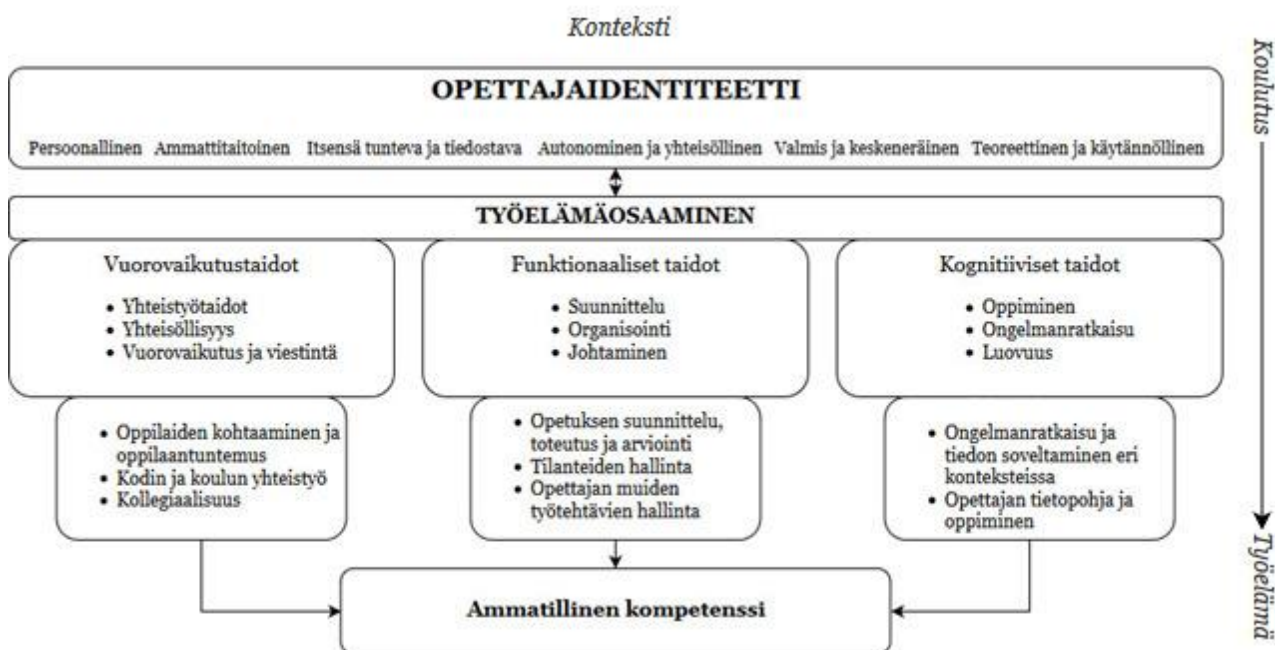 Konteksti
OPETTAJAIDENTITEETTI
Persoonallinen Ammattitaitoinen Itsensä tunteva ja tiedostava Autonominen ja yhteisöllinen Valmis ja keskeneräinen Teoreettinen ja käytännöllinen
TYÖELÄMÄOSAAMINEN
Vuorovaikutustaidot
• Yhteistyötaidot
• Yhteisöllisyys
• Vuorovaikutus ja viestintä
Funktionaaliset taidot
• Suunnittelu
• Organisointi
• Johtaminen
Kognitiiviset taidot
• Oppiminen
• Ongelmanratkaisu
• Luovuus
• Oppilaiden kohtaaminen ja
oppilaantuntemus
• Kodin ja koulun yhteistyö
• Kollegiaalisuus
• Opetuksen suunnittelu,
toteutus ja arviointi
• Tilanteiden hallinta
• Opettajan muiden
työtehtävien hallinta
• Ongelmanratkaisu ja
tiedon soveltaminen eri
konteksteissa
• Opettajan tietopohja ja
oppiminen
Ammatillinen kompetenssi
Koulutus
Työelämä